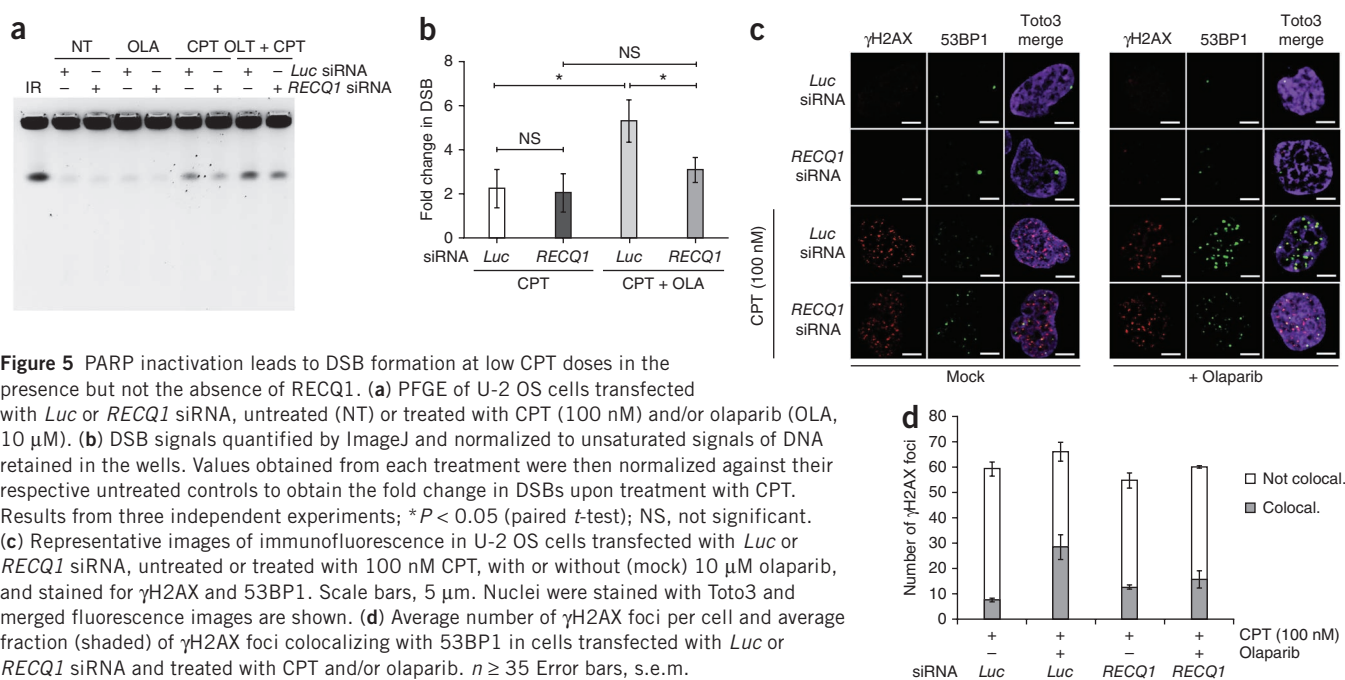 a
NT OLA CPT OLT + CPT
+ – + – + – + – Luc siRNA
IR – + – + – + – + RECQ1 siRNA
b
Fold change in DSB
8
6
4
2
0
NS
*
*
NS
siRNA Luc RECQ1 Luc RECQ1
CPT CPT + OLA
c
γH2AX 53BP1 Toto3 merge
γH2AX 53BP1 Toto3 merge
Luc siRNA
RECQ1 siRNA
Luc siRNA
RECQ1 siRNA
CPT (100 nM)
Luc siRNA
RECQ1 siRNA
Luc siRNA
RECQ1 siRNA
Mock + Olaparib
Figure 5 PARP inactivation leads to DSB formation at low CPT doses in the
presence but not the absence of RECQ1. (a) PFGE of U-2 OS cells transfected
with Luc or RECQ1 siRNA, untreated (NT) or treated with CPT (100 nM) and/or olaparib (OLA,
10 μM). (b) DSB signals quantified by ImageJ and normalized to unsaturated signals of DNA
retained in the wells. Values obtained from each treatment were then normalized against their
respective untreated controls to obtain the fold change in DSBs upon treatment with CPT.
Results from three independent experiments; *P < 0.05 (paired t-test); NS, not significant.
(c) Representative images of immunofluorescence in U-2 OS cells transfected with Luc or
RECQ1 siRNA, untreated or treated with 100 nM CPT, with or without (mock) 10 μM olaparib,
and stained for γH2AX and 53BP1. Scale bars, 5 μm. Nuclei were stained with Toto3 and
merged fluorescence images are shown. (d) Average number of γH2AX foci per cell and average
fraction (shaded) of γH2AX foci colocalizing with 53BP1 in cells transfected with Luc or
RECQ1 siRNA and treated with CPT and/or olaparib. n ≥ 35 Error bars, s.e.m.
d
Number of γH2AX foci
80
70
60
50
40
30
20
10
0
Not colocal.
Colocal.
+ + + + CPT (100 nM)
– + – + Olaparib
siRNA Luc Luc RECQ1 RECQ1